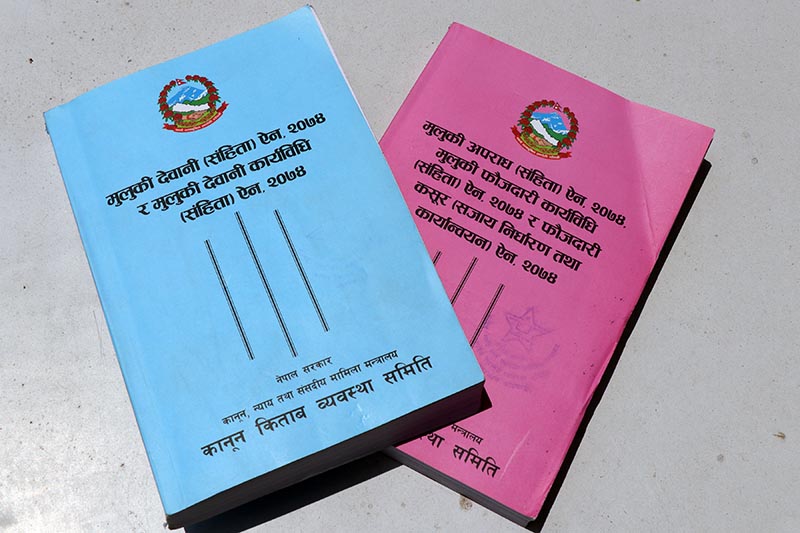 मुलुकी देवानी (संहिता) ऐन, २०७४
र मुलुकी देवानी कार्यविधि
(संहिता) ऐन, २०७४
नेपाल सरकार
कानून, न्याय तथा संसदीय मामिला मन्त्रालय
कानून किताब व्यवस्था समिति
मुलुकी अपराध (संहिता) ऐन, २०७४,
मुलुकी फौजदारी कार्यविधि
(संहिता) ऐन, २०७४ र फौजदारी
कसूर (सजाय निर्धारण तथा
कार्यान्वयन) ऐन, २०७४
मन्त्रालय
व्यवस्था समिति